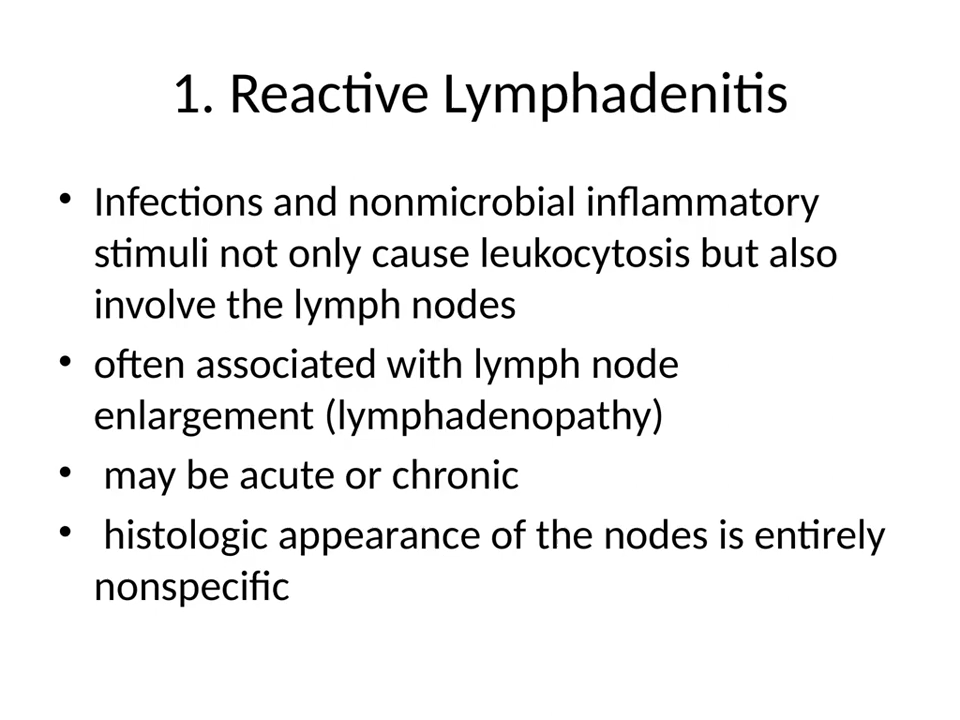 1. Reactive Lymphadenitis
• Infections and nonmicrobial inflammatory
stimuli not only cause leukocytosis but also
involve the lymph nodes
• often associated with lymph node
enlargement (lymphadenopathy)
• may be acute or chronic
• histologic appearance of the nodes is entirely
nonspecific